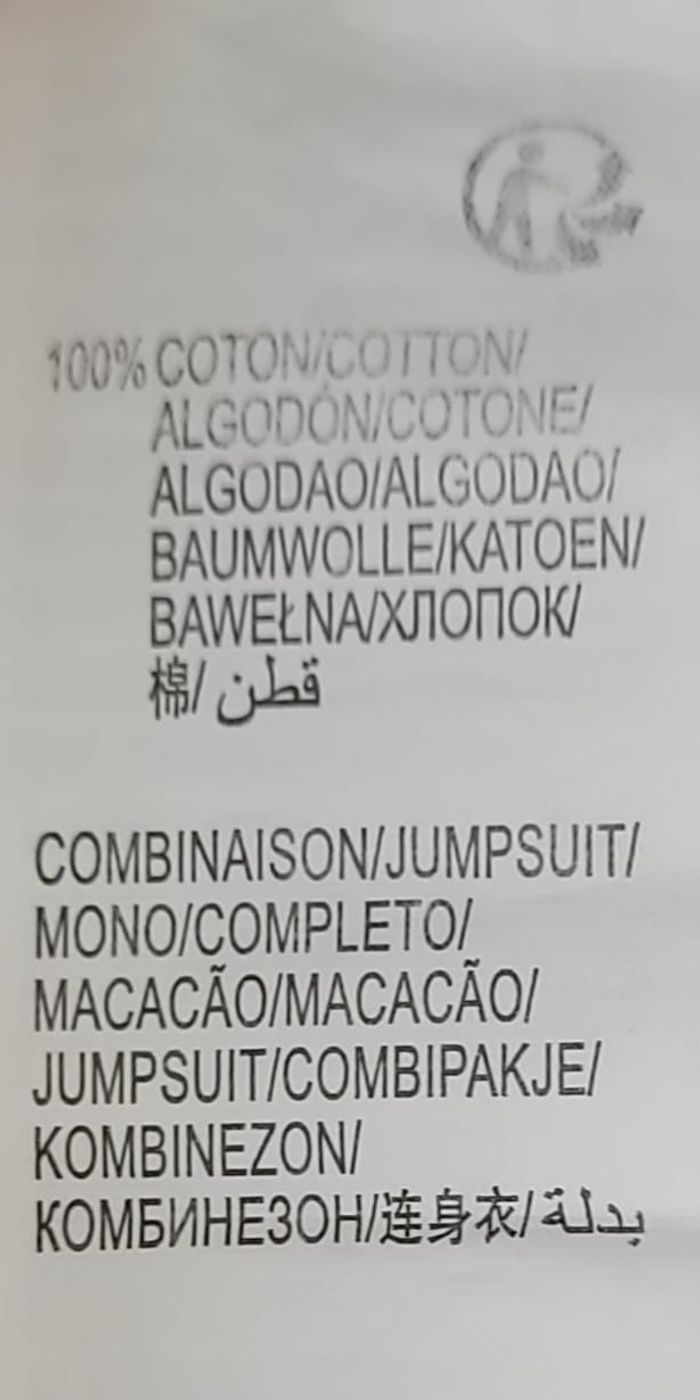 100% COTON/COTTON/
ALGODÓN/COTONE/
ALGODAO/ALGODAO/
BAUMWOLLE/KATOEN/
BAWEŁNA/ХЛОПОК/
棉/ قطن
COMBINAISON/JUMPSUIT/
MONO/COMPLETO/
MACACÃO/MACACÃO/
JUMPSUIT/COMBIPAKJE/
KOMBINEZON/
КОМБИНЕЗОН/连身衣/بدلة